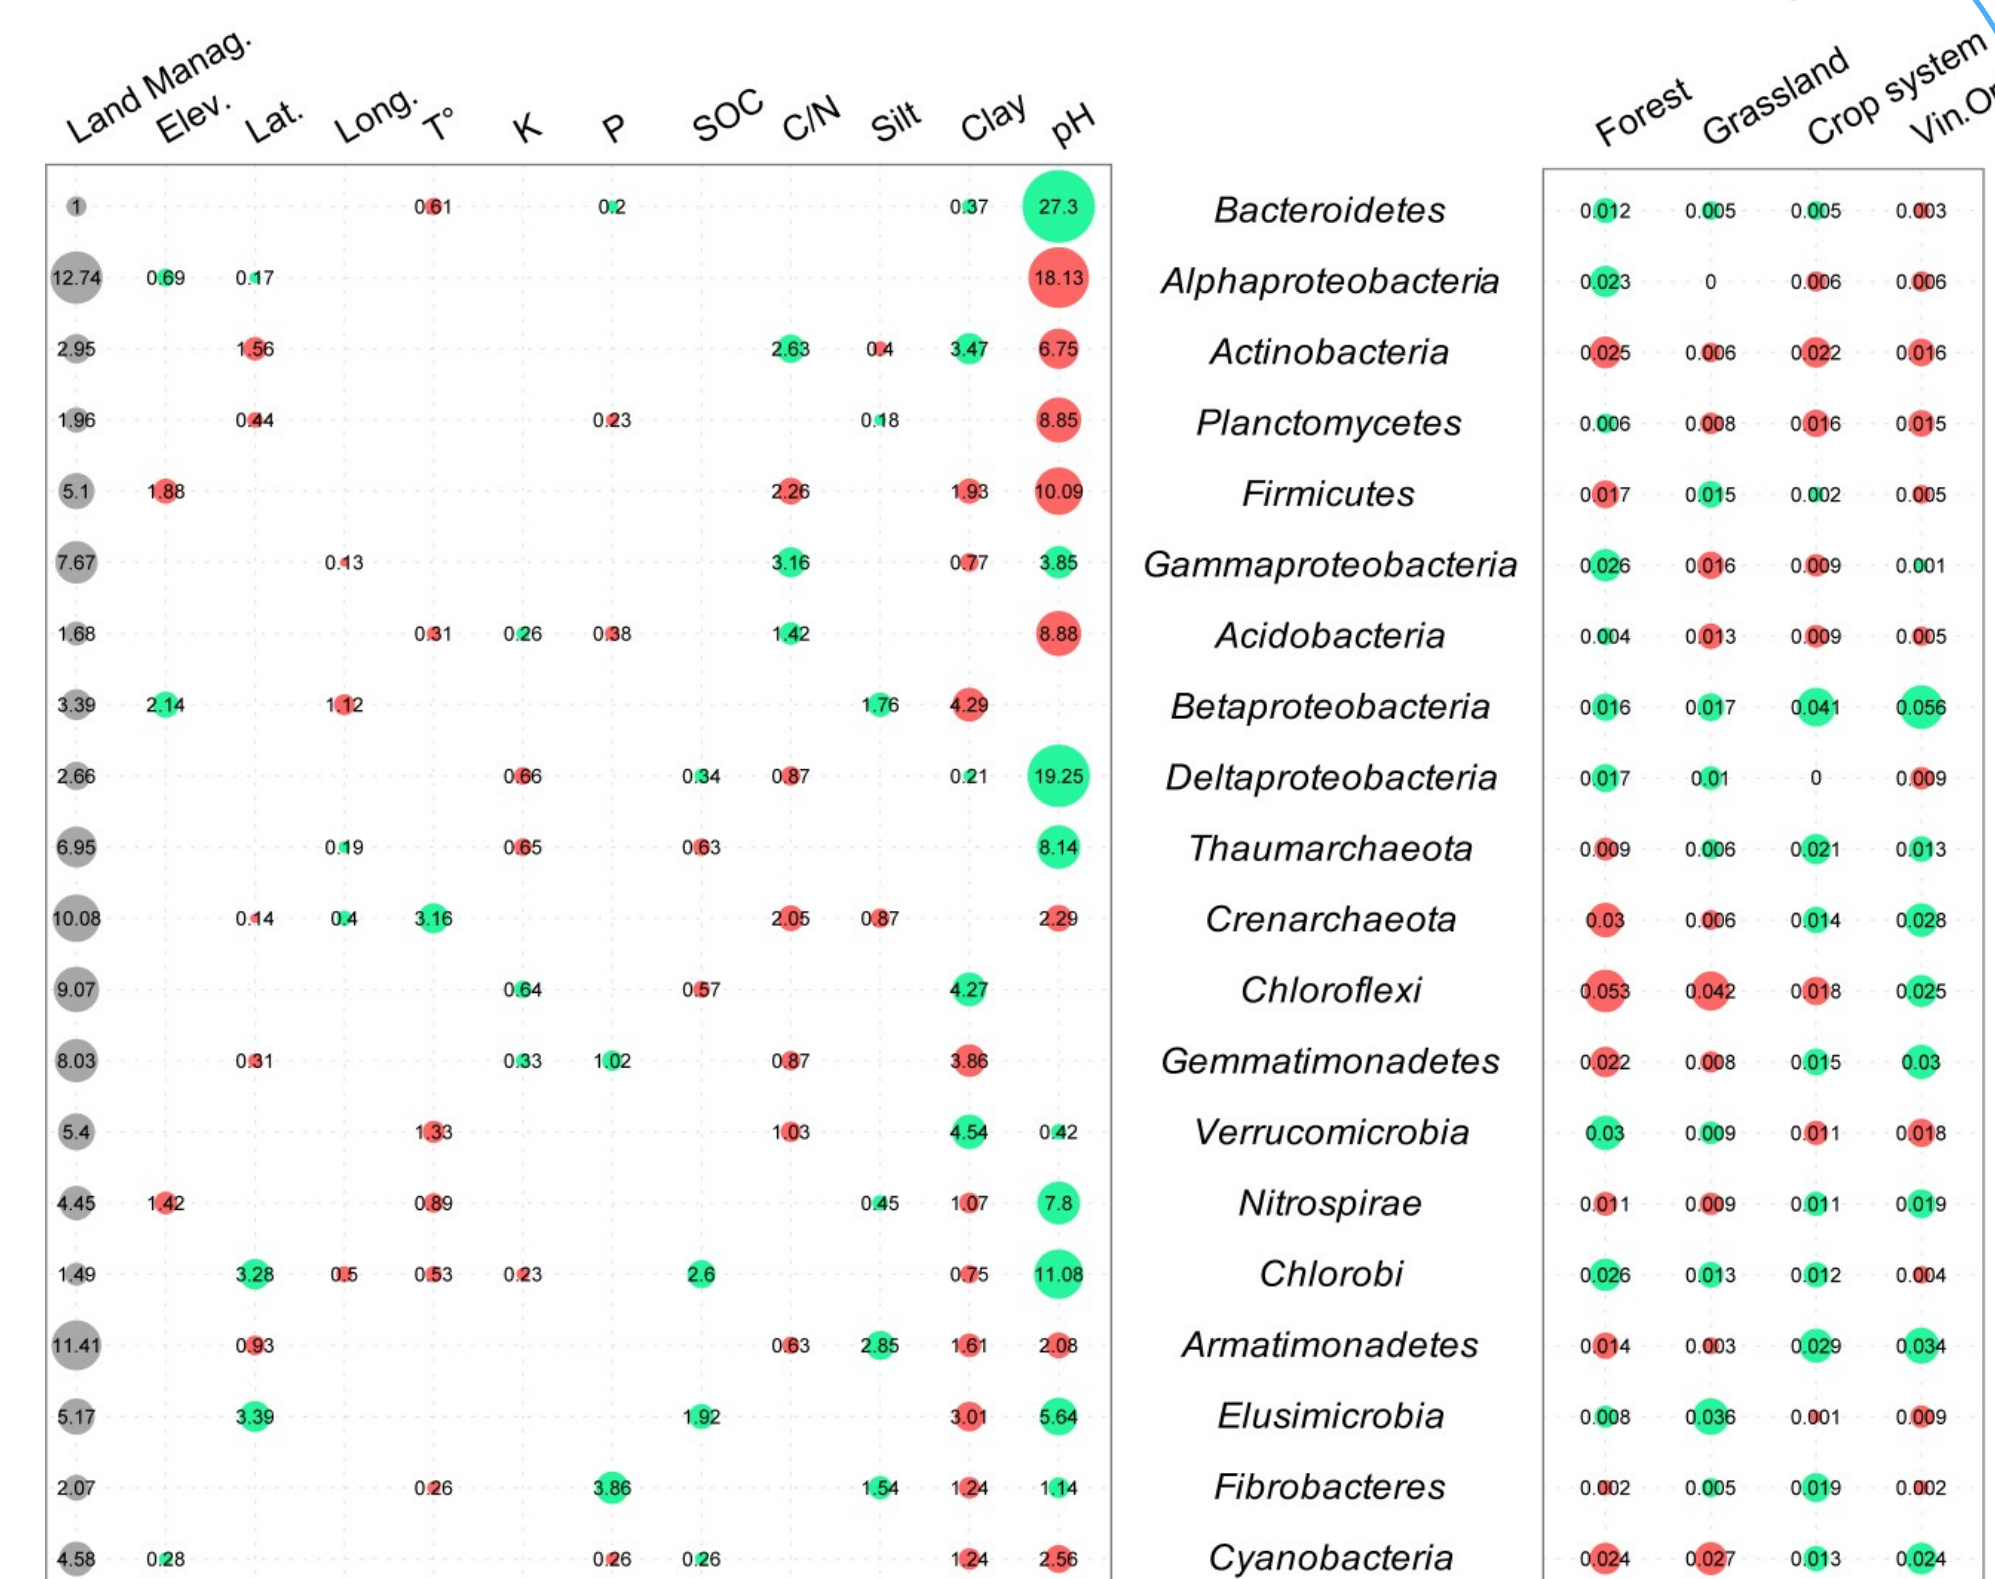 Land Manag. Elev. Lat. Long. T° K P SOC C/N Silt Clay pH Forest Grassland Crop system
1 0.61 0.2 0.37 27.3 Bacteroidetes 0.012 0.005 0.005 0.003
12.74 0.69 0.17 18.13 Alphaproteobacteria 0.023 0 0.006 0.006
2.95 1.56 2.63 0.4 3.47 6.75 Actinobacteria 0.025 0.006 0.022 0.016
1.96 0.44 0.23 0.18 8.85 Planctomycetes 0.006 0.008 0.016 0.015
5.1 1.88 2.26 1.93 10.09 Firmicutes 0.017 0.015 0.002 0.005
7.67 0.13 3.16 0.77 3.85 Gammaproteobacteria 0.026 0.016 0.009 0.001
1.68 0.31 0.26 0.38 1.42 8.88 Acidobacteria 0.004 0.013 0.009 0.005
3.39 2.14 1.12 1.76 4.29 Betaproteobacteria 0.016 0.017 0.041 0.056
2.66 0.66 0.34 0.87 0.21 19.25 Deltaproteobacteria 0.017 0.01 0 0.009
6.95 0.19 0.65 0.63 8.14 Thaumarchaeota 0.009 0.006 0.021 0.013
10.08 0.14 0.4 3.16 2.05 0.87 2.29 Crenarchaeota 0.03 0.006 0.014 0.028
9.07 0.64 0.57 4.27 Chloroflexi 0.053 0.042 0.018 0.025
8.03 0.31 0.33 1.02 0.87 3.86 Gemmatimonadetes 0.022 0.008 0.015 0.03
5.4 1.33 1.03 4.54 0.42 Verrucomicrobia 0.03 0.009 0.011 0.018
4.45 1.42 0.89 0.45 1.07 7.8 Nitrospirae 0.011 0.009 0.011 0.019
1.49 3.28 0.5 0.53 0.23 2.6 0.75 11.08 Chlorobi 0.026 0.013 0.012 0.004
11.41 0.93 0.63 2.85 1.61 2.08 Armatimonadetes 0.014 0.003 0.029 0.034
5.17 3.39 1.92 3.01 5.64 Elusimicrobia 0.008 0.036 0.001 0.009
2.07 0.26 3.86 1.54 1.24 1.14 Fibrobacteres 0.002 0.005 0.019 0.002
4.58 0.28 0.26 0.26 1.24 2.56 Cyanobacteria 0.024 0.027 0.013 0.024